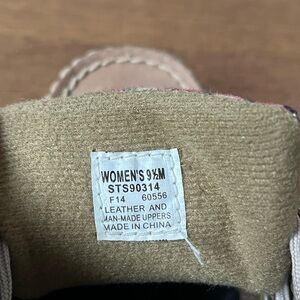 WOMEN'S 9½M
STS90314
F14 60556
LEATHER AND
MAN-MADE UPPERS
MADE IN CHINA